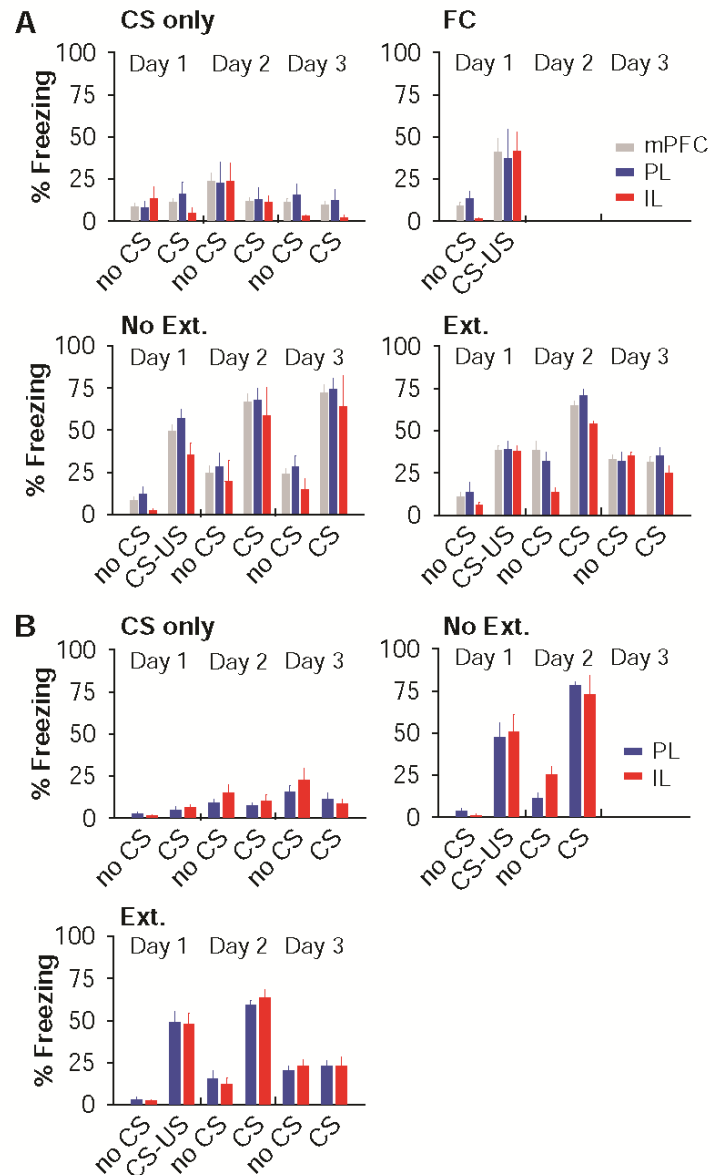 A
CS only
FC
% Freezing
100
75
50
25
0
Day 1 Day 2 Day 3
no CS
CS
no CS
CS
no CS
CS
100
75
50
25
0
Day 1 Day 2 Day 3
mPFC
PL
IL
no CS
CS-US
No Ext.
Ext.
% Freezing
100
75
50
25
0
Day 1 Day 2 Day 3
no CS
CS-US
no CS
CS
no CS
CS
% Freezing
100
75
50
25
0
Day 1 Day 2 Day 3
no CS
CS-US
no CS
CS
no CS
CS
B
CS only
No Ext.
% Freezing
100
75
50
25
0
Day 1 Day 2 Day 3
no CS
CS
no CS
CS
no CS
CS
100
75
50
25
0
Day 1 Day 2 Day 3
PL
IL
no CS
CS-US
no CS
CS
Ext.
% Freezing
100
75
50
25
0
Day 1 Day 2 Day 3
no CS
CS-US
no CS
CS
no CS
CS